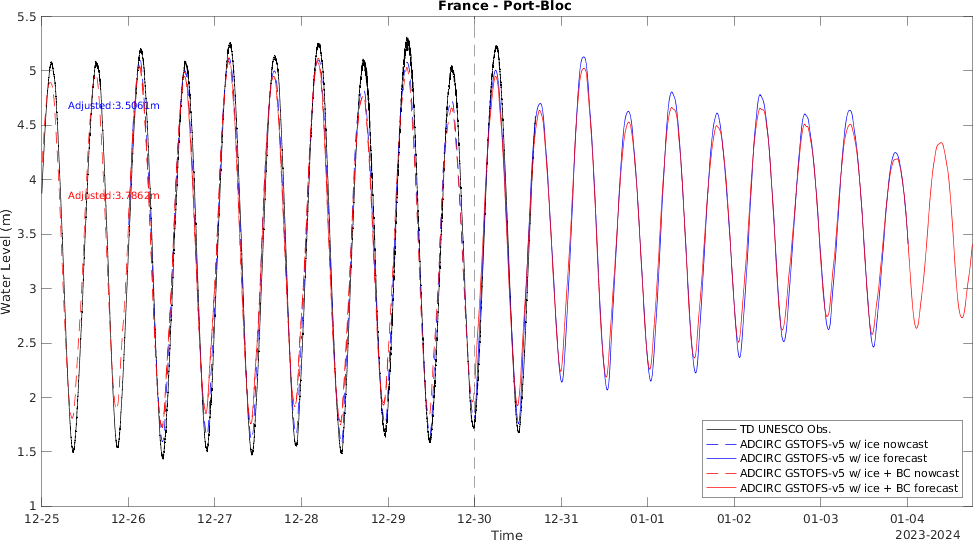 France - Port-Bloc
5.5
5
4.5
4
3.5
3
2.5
2
1.5
1
Water Level (m)
Adjusted:3.5061m
Adjusted:3.7862m
TD UNESCO Obs.
ADCIRC GSTOFS-v5 w/ ice nowcast
ADCIRC GSTOFS-v5 w/ ice forecast
ADCIRC GSTOFS-v5 w/ ice + BC nowcast
ADCIRC GSTOFS-v5 w/ ice + BC forecast
12-25 12-26 12-27 12-28 12-29 12-30 12-31 01-01 01-02 01-03 01-04
Time
2023-2024